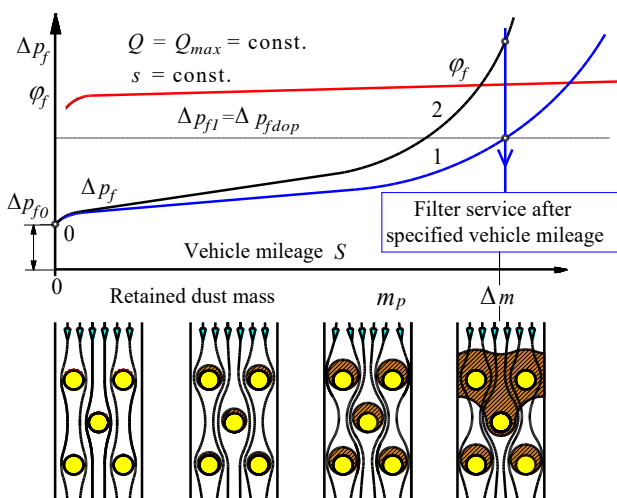 Δp_f
Q = Q_max = const.
s = const.
φ_f
φ_f
2
Δp_f1=Δp_fdop
1
Δp_f
Δp_f0
0
Filter service after
specified vehicle mileage
Vehicle mileage S
0
Retained dust mass m_p Δm